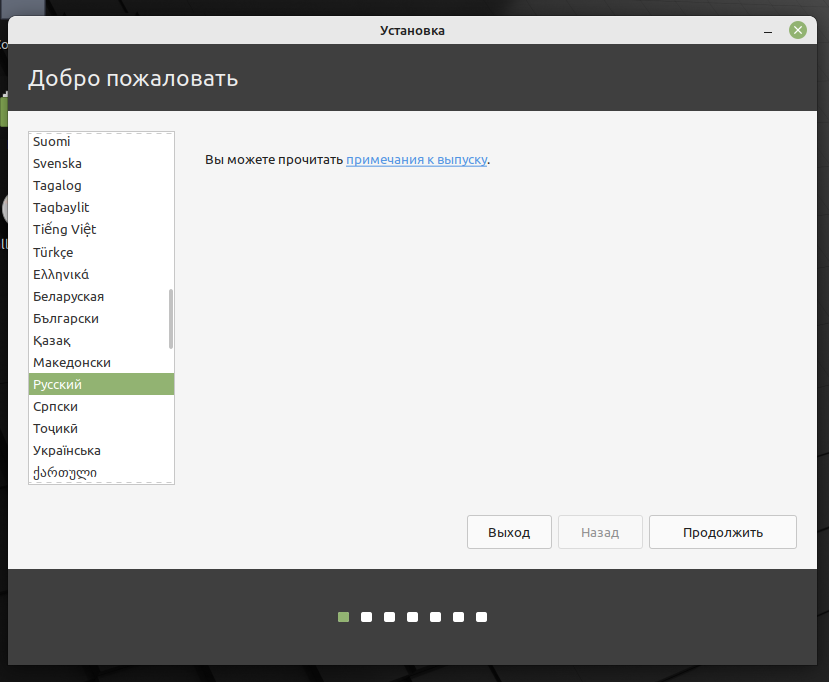 Установка
Добро пожаловать
Suomi
Svenska
Tagalog
Taqbaylit
Tiếng Việt
Türkçe
Ελληνικά
Беларуская
Български
Қазақ
Македонски
Русский
Српски
Тоҷикӣ
Українська
ქართული
Вы можете прочитать примечания к выпуску.
Выход
Назад
Продолжить